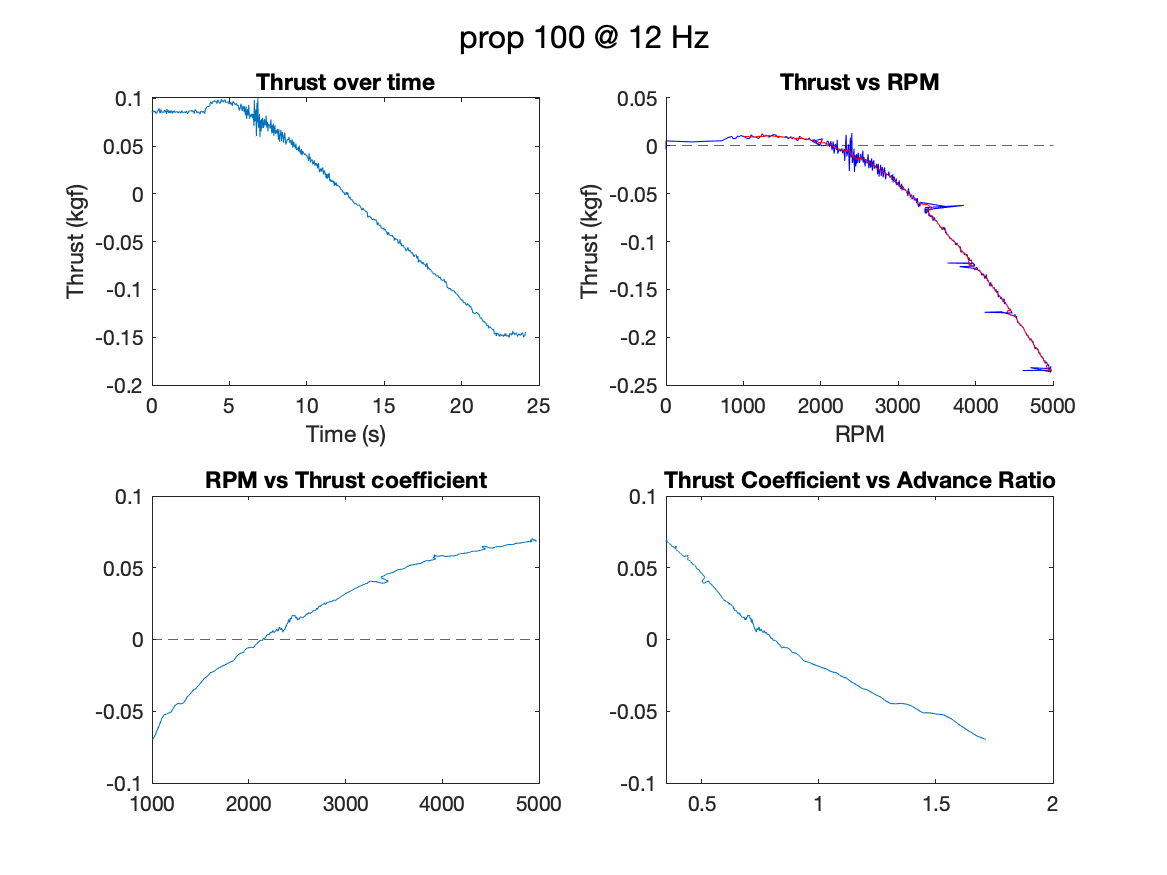 prop 100 @ 12 Hz
Thrust over time
Thrust (kgf)
0.1
0.05
0
-0.05
-0.1
-0.15
-0.2
0 5 10 15 20 25
Time (s)
Thrust vs RPM
Thrust (kgf)
0.05
0
-0.05
-0.1
-0.15
-0.2
-0.25
0 1000 2000 3000 4000 5000
RPM
RPM vs Thrust coefficient
0.1
0.05
0
-0.05
-0.1
1000 2000 3000 4000 5000
Thrust Coefficient vs Advance Ratio
0.1
0.05
0
-0.05
-0.1
0.5 1 1.5 2